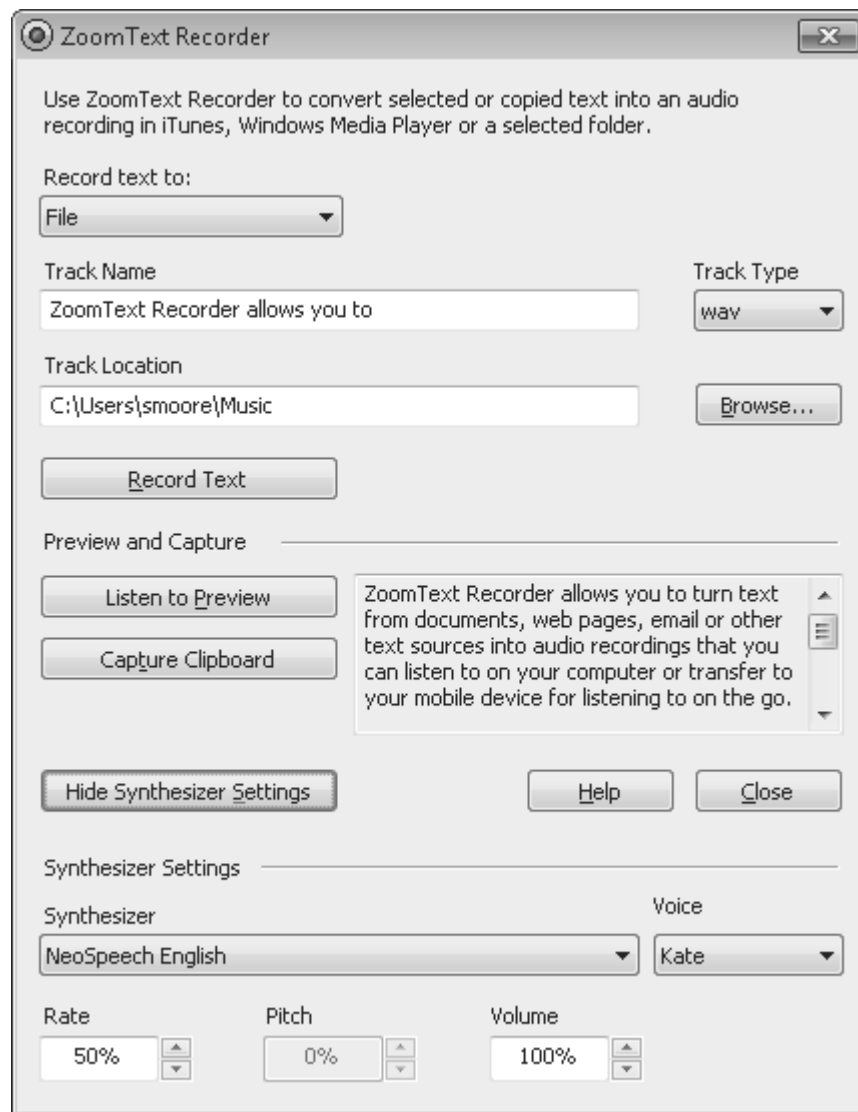 ZoomText Recorder
Use ZoomText Recorder to convert selected or copied text into an audio
recording in iTunes, Windows Media Player or a selected folder.
Record text to:
File
Track Name
Track Type
ZoomText Recorder allows you to
wav
Track Location
C:\Users\smoore\Music
Browse...
Record Text
Preview and Capture
Listen to Preview
Capture Clipboard
ZoomText Recorder allows you to turn text
from documents, web pages, email or other
text sources into audio recordings that you
can listen to on your computer or transfer to
your mobile device for listening to on the go.
Hide Synthesizer Settings
Help
Close
Synthesizer Settings
Synthesizer
Voice
NeoSpeech English
Kate
Rate
Pitch
Volume
50%
0%
100%